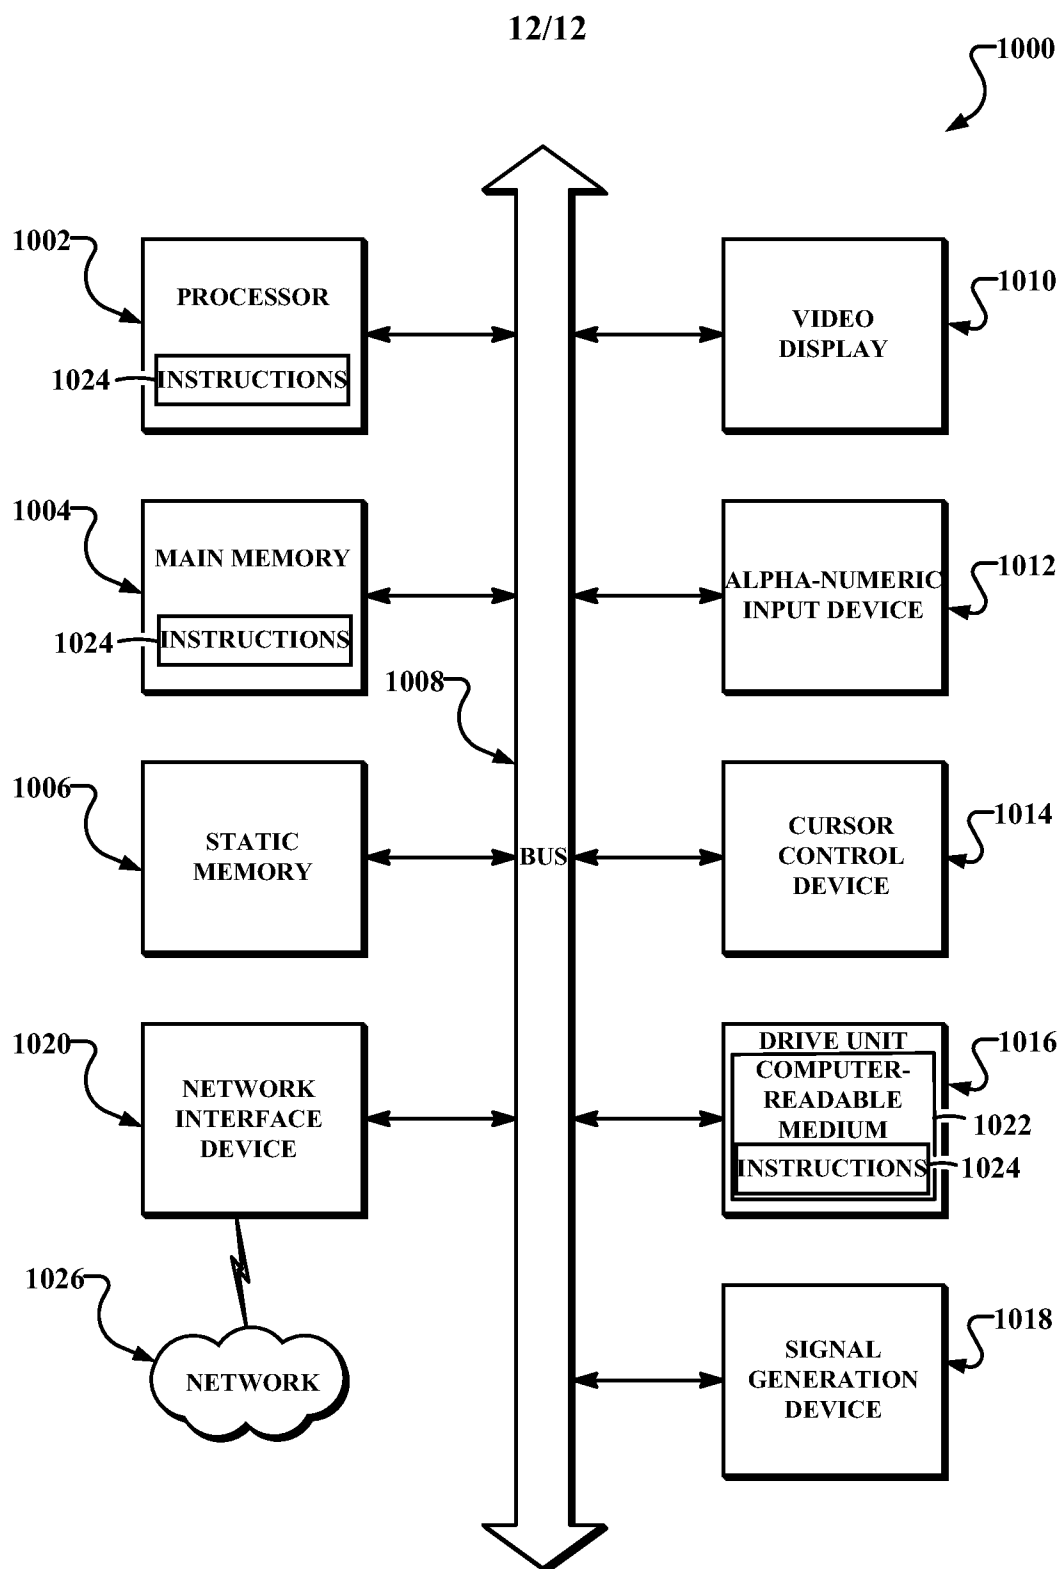 12/12
1000
1002
PROCESSOR
1024
INSTRUCTIONS
1010
VIDEO
DISPLAY
1004
MAIN MEMORY
1024
INSTRUCTIONS
1012
ALPHA-NUMERIC
INPUT DEVICE
1008
BUS
1006
STATIC
MEMORY
1014
CURSOR
CONTROL
DEVICE
1020
NETWORK
INTERFACE
DEVICE
1016
DRIVE UNIT
COMPUTER-
READABLE
MEDIUM
1022
INSTRUCTIONS
1024
1026
NETWORK
1018
SIGNAL
GENERATION
DEVICE